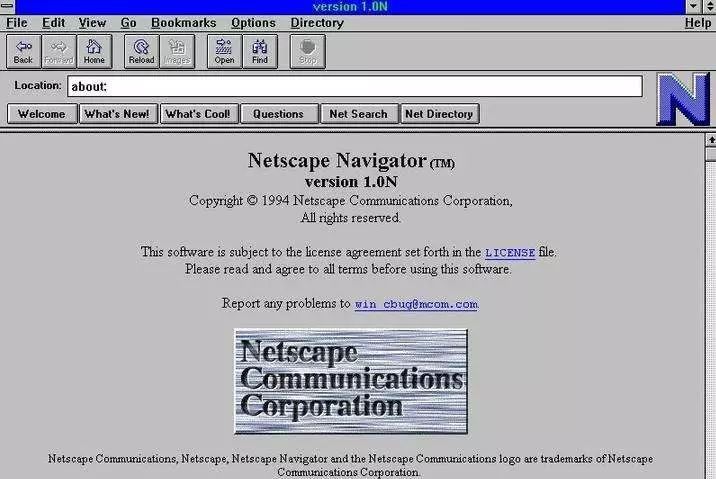 version 1.0N
File Edit View Go Bookmarks Options Directory Help
Back Forward Home Reload Images Open Find Stop
Location: about:
Welcome What's New! What's Cool! Questions Net Search Net Directory
N
Netscape Navigator (TM)
version 1.0N
Copyright © 1994 Netscape Communications Corporation,
All rights reserved.
This software is subject to the license agreement set forth in the LICENSE file.
Please read and agree to all terms before using this software.
Report any problems to win_cbug@mcom.com
Netscape
Communications
Corporation
Netscape Communications, Netscape, Netscape Navigator and the Netscape Communications logo are trademarks of Netscape
Communications Corporation.